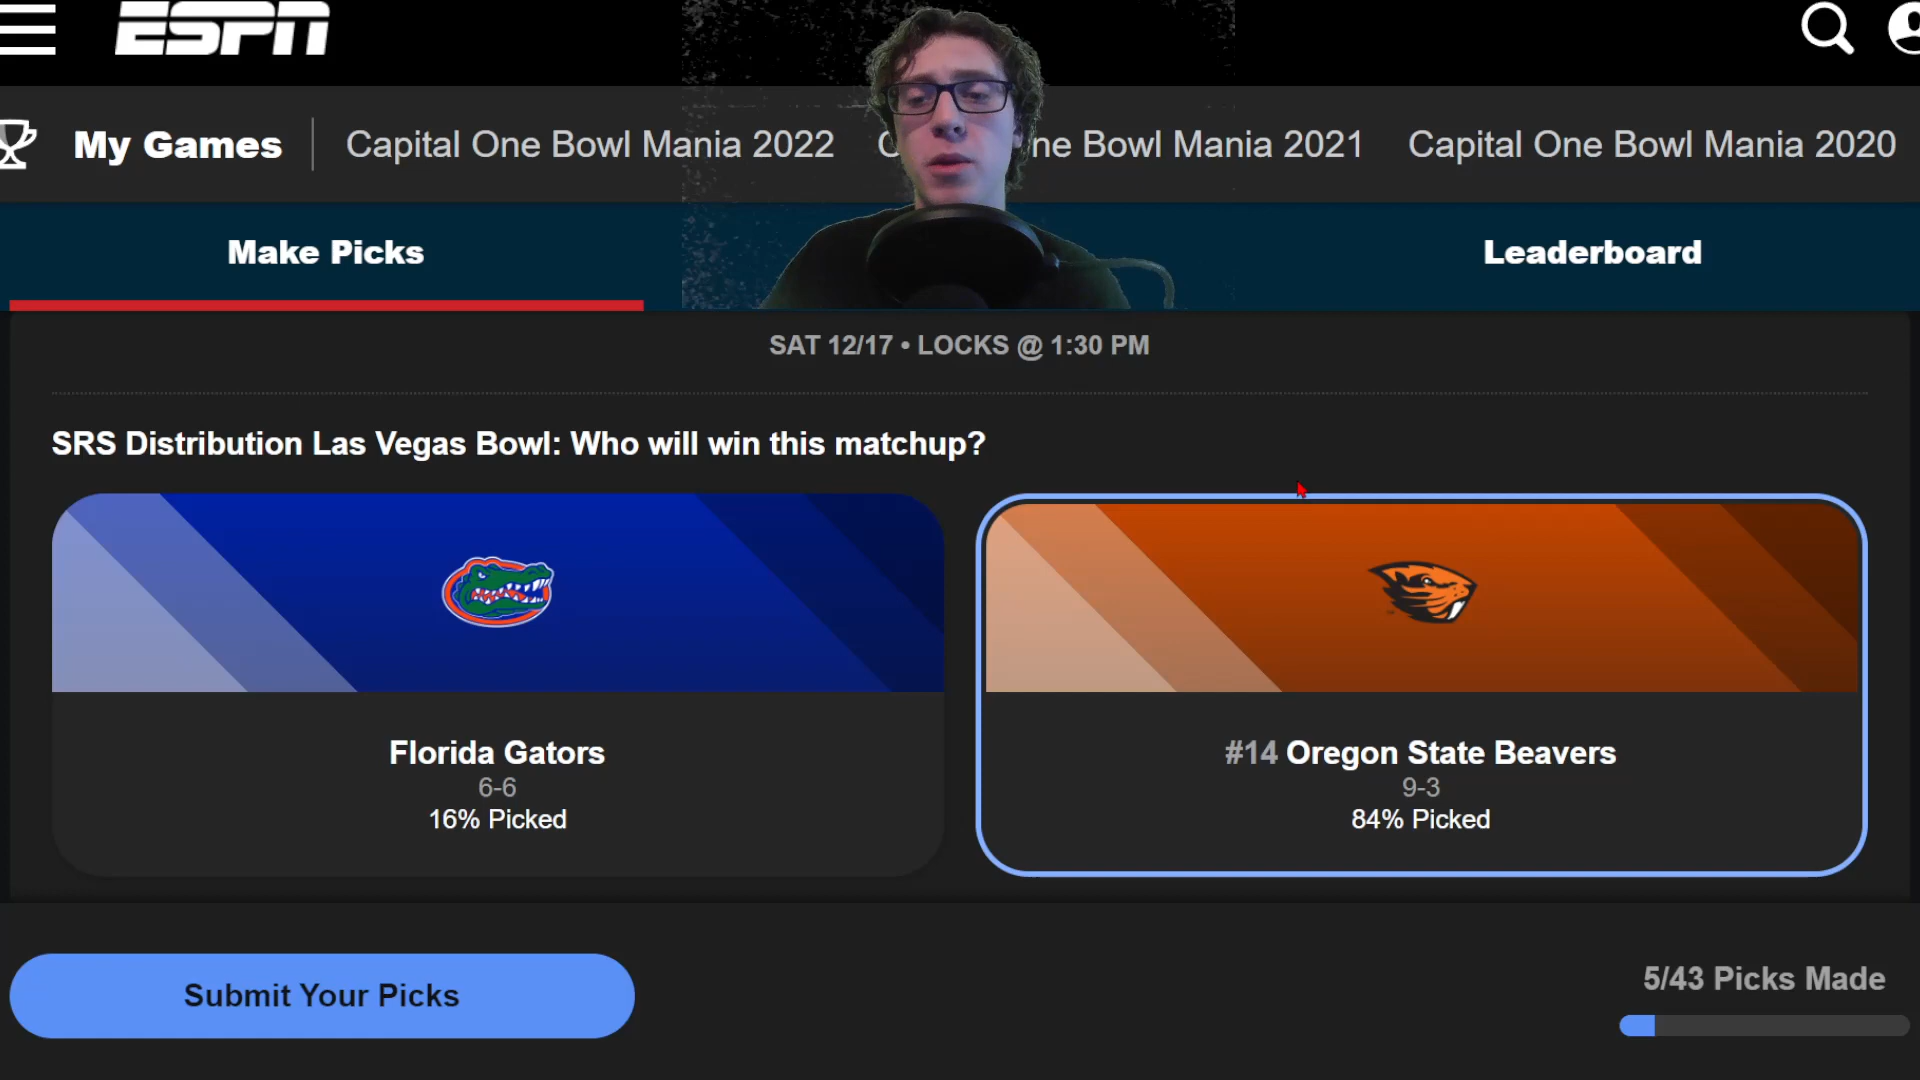 ESPN
My Games
Capital One Bowl Mania 2022
ne Bowl Mania 2021
Capital One Bowl Mania 2020
Make Picks
Leaderboard
SAT 12/17 • LOCKS @ 1:30 PM
SRS Distribution Las Vegas Bowl: Who will win this matchup?
Florida Gators
6-6
16% Picked
#14 Oregon State Beavers
9-3
84% Picked
Submit Your Picks
5/43 Picks Made